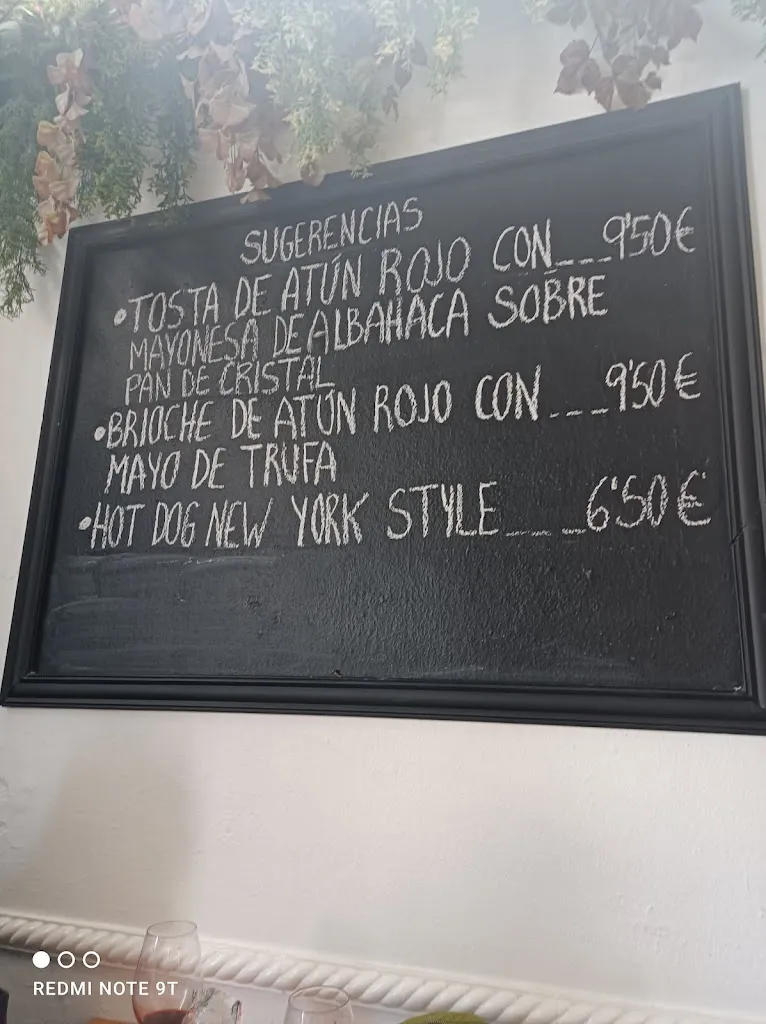 SUGERENCIAS
•TOSTA DE ATÚN ROJO CON___9'50€
MAYONESA DE ALBAHACA SOBRE
PAN DE CRISTAL
•BRIOCHE DE ATÚN ROJO CON___9'50€
MAYO DE TRUFA
•HOT DOG NEW YORK STYLE___6'50€
REDMI NOTE 9T